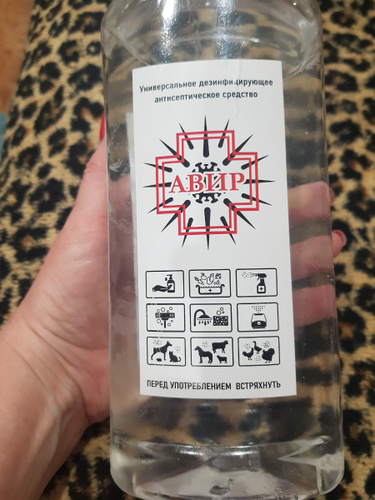 Универсальное дезинфицирующее
антисептическое средство
АВИР
ПЕРЕД УПОТРЕБЛЕНИЕМ ВСТРЯХНУТЬ